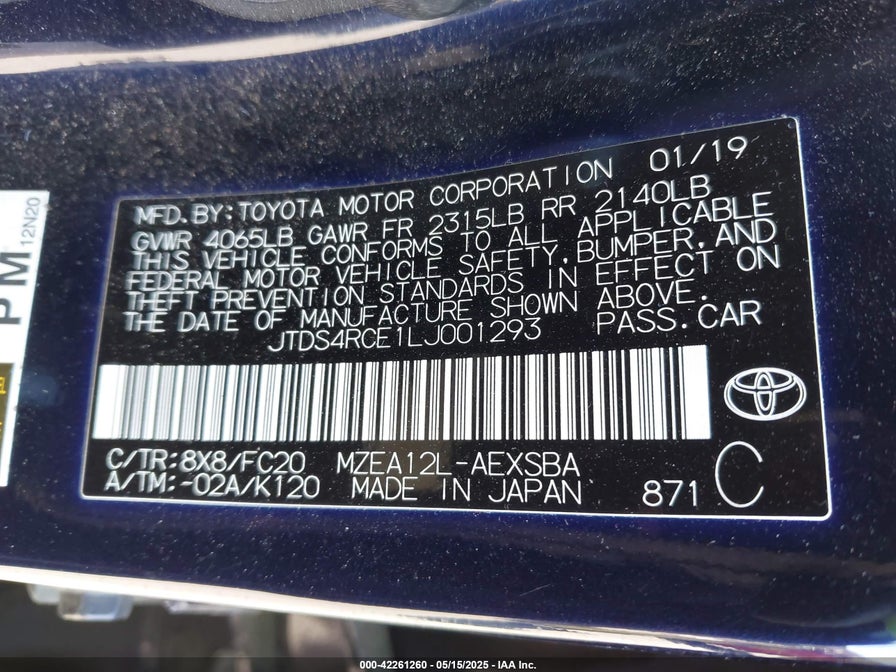 MFD. BY: TOYOTA MOTOR CORPORATION 01/19
GVWR 4065LB GAWR FR 2315LB RR 2140LB
THIS VEHICLE CONFORMS TO ALL APPLICABLE
FEDERAL MOTOR VEHICLE SAFETY, BUMPER, AND
THEFT PREVENTION STANDARDS IN EFFECT ON
THE DATE OF MANUFACTURE SHOWN ABOVE.
JTDS4RCE1LJ001293 PASS. CAR
C/TR: 8X8/FC20 MZEA12L-AEXSBA
A/TM: -02A/K120 MADE IN JAPAN 871 C
PM
12N20
000-42261260 - 05/15/2025 - IAA Inc.